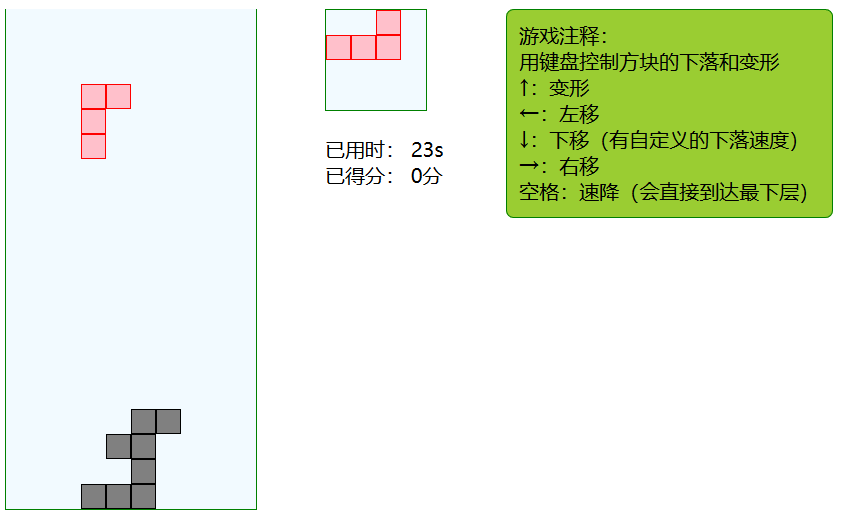 已用时： 23s
已得分： 0分
游戏注释：
用键盘控制方块的下落和变形
↑：变形
←：左移
↓：下移（有自定义的下落速度）
→：右移
空格：速降（会直接到达最下层）